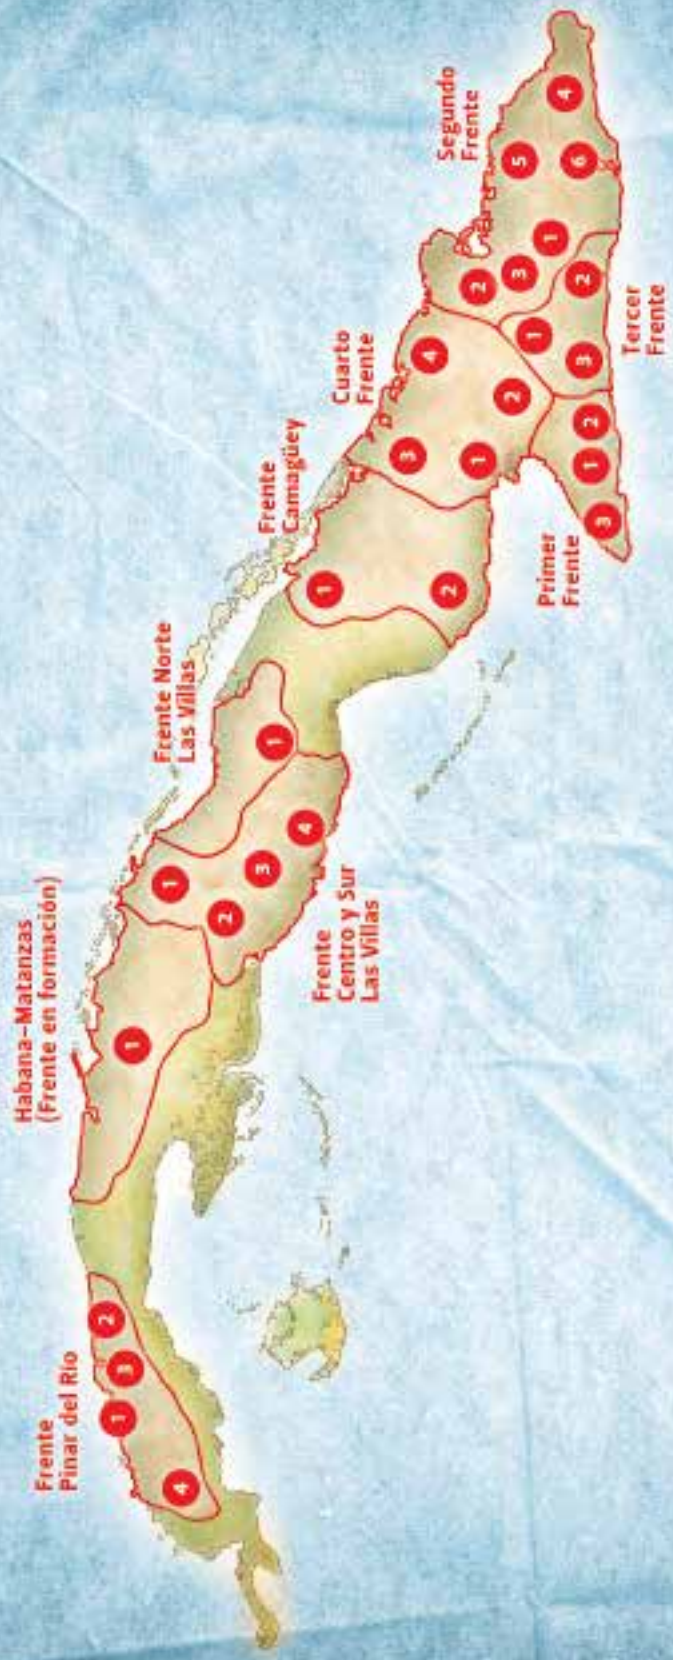 Frente
Pinar del Río
Habana-Matanzas
(Frente en formación)
Frente Norte
Las Villas
Frente
Centro y Sur
Las Villas
Frente
Camagüey
Cuarto
Frente
Segundo
Frente
Primer
Frente
Tercer
Frente
1
3
2
4
1
1
2
3
4
1
1
2
3
1
4
2
2
3
1
5
6
4
1
2
3
3
1
2